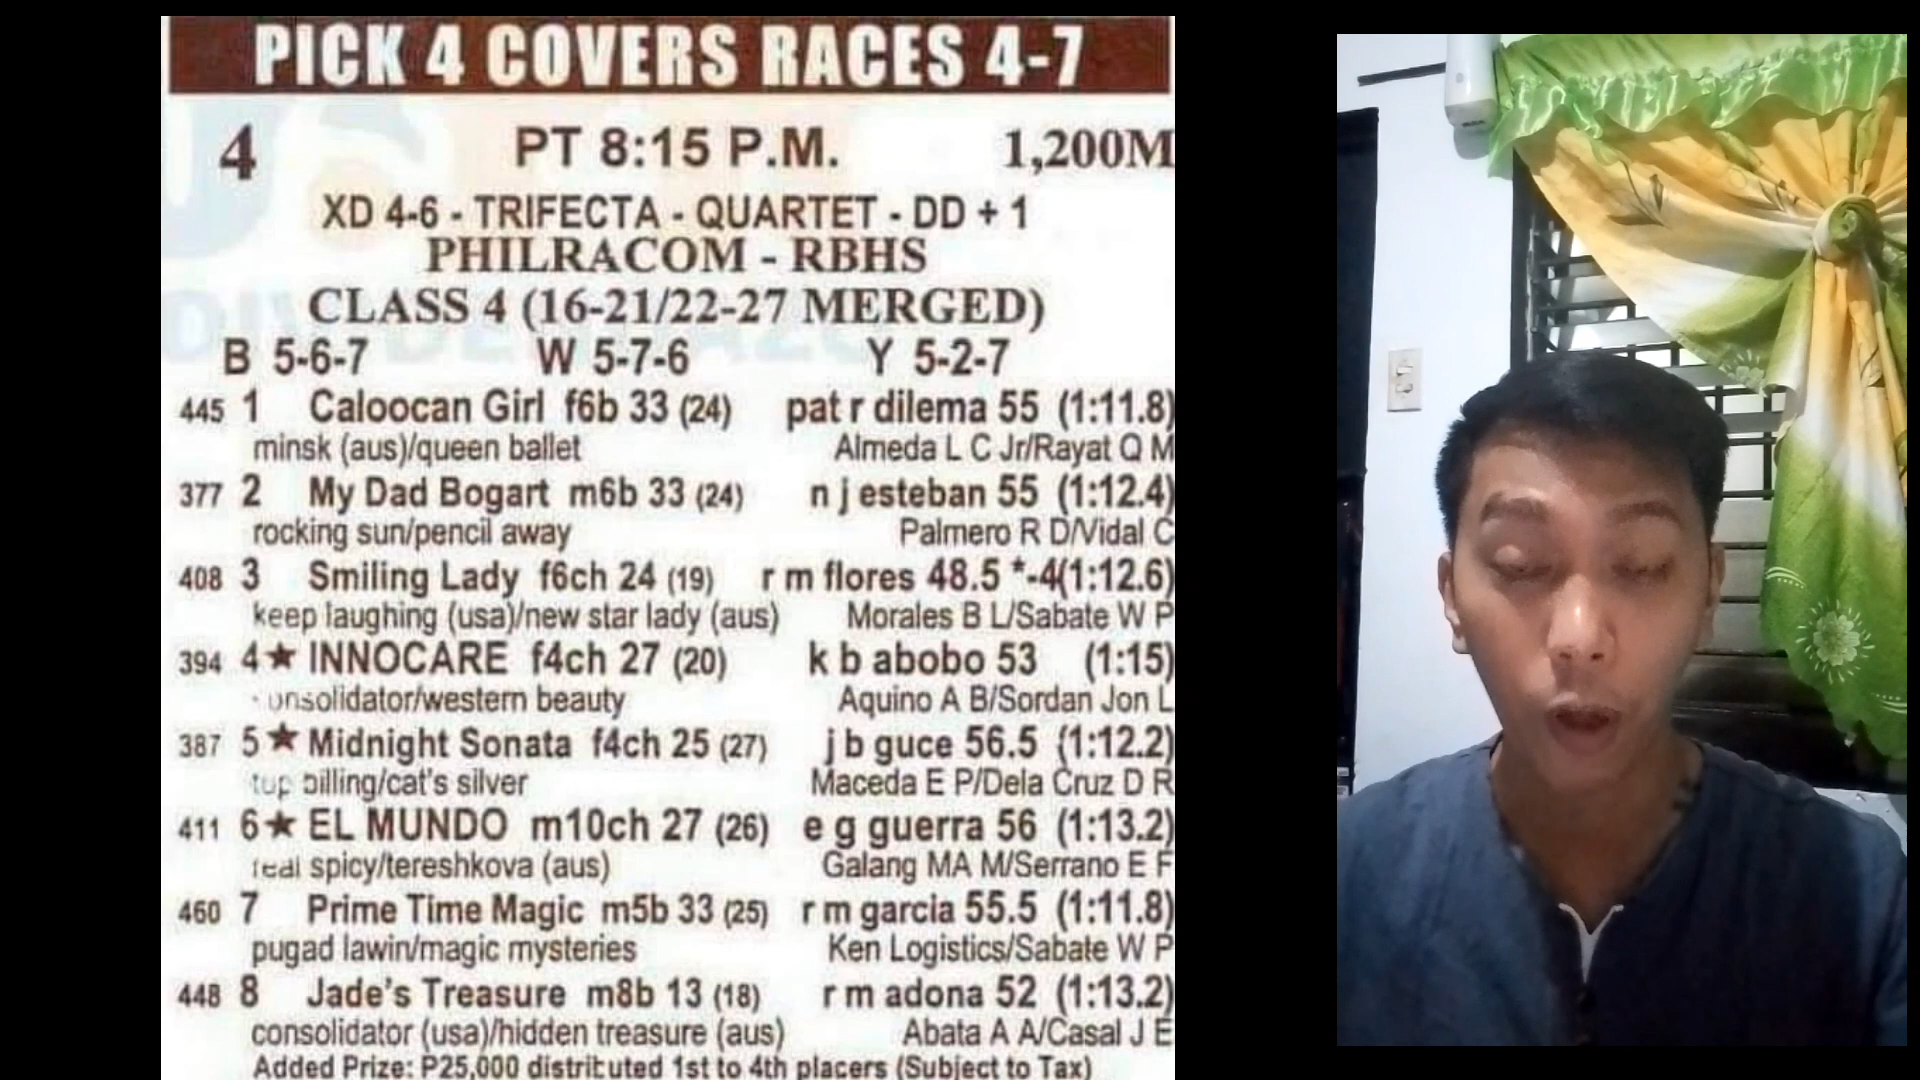 PICK 4 COVERS RACES 4-7
4 PT 8:15 P.M. 1,200M
XD 4-6 - TRIFECTA - QUARTET - DD + 1
PHILRACOM - RBHS
CLASS 4 (16-21/22-27 MERGED)
B 5-6-7 W 5-7-6 Y 5-2-7
445 1 Caloocan Girl f6b 33 (24) pat r dilema 55 (1:11.8)
minsk (aus)/queen ballet Almeda L C Jr/Rayat Q M
377 2 My Dad Bogart m6b 33 (24) n j esteban 55 (1:12.4)
rocking sun/pencil away Palmero R D/Vidal C
408 3 Smiling Lady f6ch 24 (19) r m flores 48.5 *-4(1:12.6)
keep laughing (usa)/new star lady (aus) Morales B L/Sabate W P
394 4★ INNOCARE f4ch 27 (20) k b abobo 53 (1:15)
onsolidator/western beauty Aquino A B/Sordan Jon L
387 5★ Midnight Sonata f4ch 25 (27) j b guce 56.5 (1:12.2)
top billing/cat's silver Maceda E P/Dela Cruz D R
411 6★ EL MUNDO m10ch 27 (26) e g guerra 56 (1:13.2)
real spicy/tereshkova (aus) Galang MA M/Serrano E F
460 7 Prime Time Magic m5b 33 (25) r m garcia 55.5 (1:11.8)
pugad lawin/magic mysteries Ken Logistics/Sabate W P
448 8 Jade's Treasure m8b 13 (18) r m adona 52 (1:13.2)
consolidator (usa)/hidden treasure (aus) Abata A A/Casal J E
Added Prize: P25,000 distributed 1st to 4th placers (Subject to Tax)